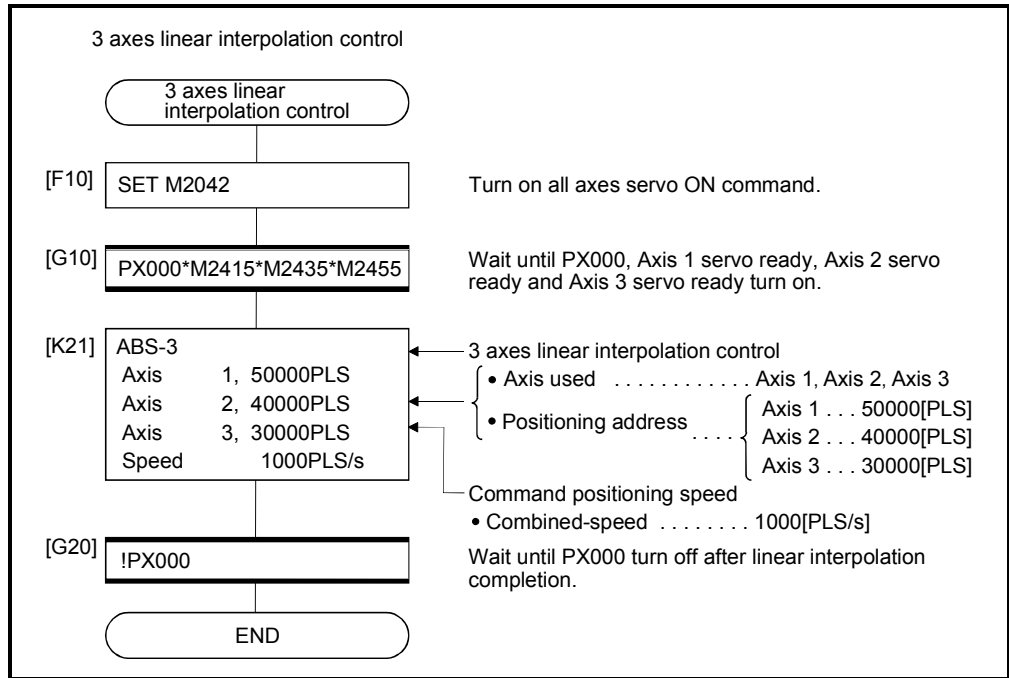 3 axes linear interpolation control
3 axes linear
interpolation control
[F10] SET M2042 Turn on all axes servo ON command.
[G10] PX000*M2415*M2435*M2455 Wait until PX000, Axis 1 servo ready, Axis 2 servo
ready and Axis 3 servo ready turn on.
[K21] ABS-3
Axis 1, 50000PLS
Axis 2, 40000PLS
Axis 3, 30000PLS
Speed 1000PLS/s
3 axes linear interpolation control
• Axis used . . . . . . . . . . . . Axis 1, Axis 2, Axis 3
• Positioning address . . . .
Axis 1 . . . 50000[PLS]
Axis 2 . . . 40000[PLS]
Axis 3 . . . 30000[PLS]
Command positioning speed
• Combined-speed . . . . . . . . 1000[PLS/s]
[G20] !PX000 Wait until PX000 turn off after linear interpolation
completion.
END